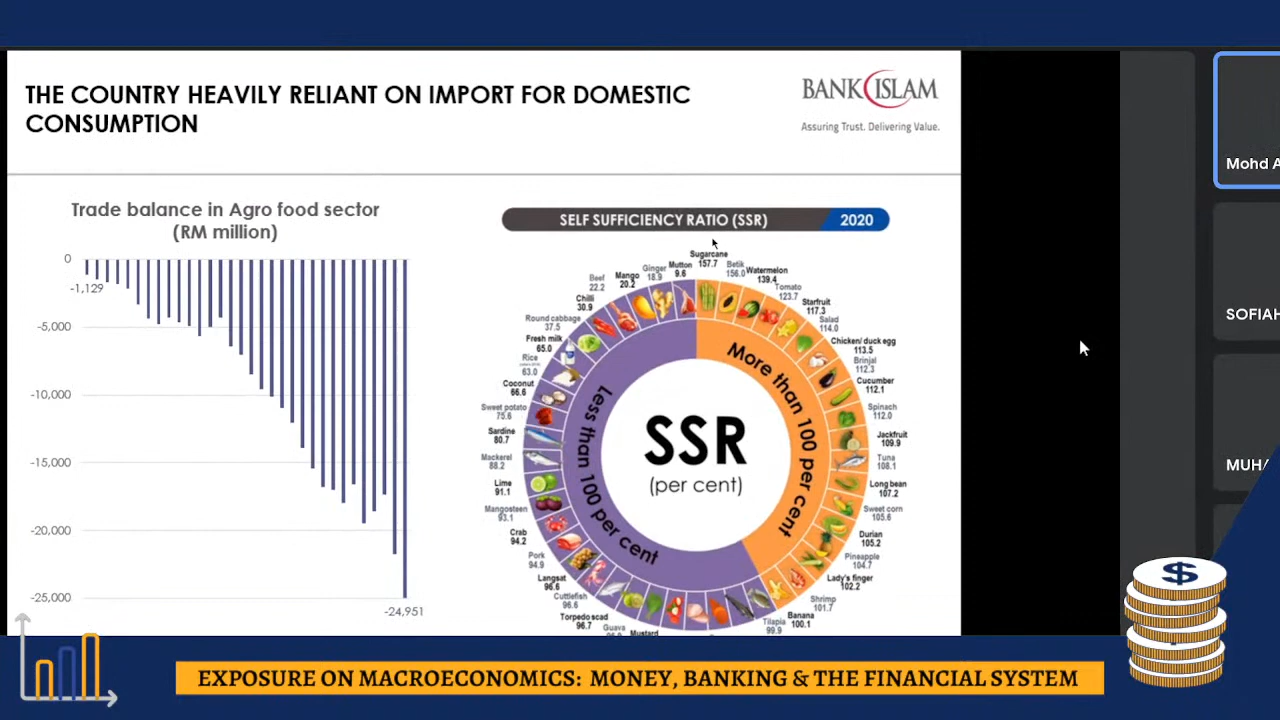 THE COUNTRY HEAVILY RELIANT ON IMPORT FOR DOMESTIC
CONSUMPTION
BANK ISLAM
Assuring Trust. Delivering Value.
Trade balance in Agro food sector
(RM million)
0
-1,129
-5,000
-10,000
-15,000
-20,000
-25,000
-24,951
SELF SUFFICIENCY RATIO (SSR)
2020
Sugarcane
157.7
Betik
156.0
Watermelon
139.4
Tomato
123.7
Starfruit
117.3
Salad
114.0
Chicken/ duck egg
113.5
Brinjal
112.3
Cucumber
112.1
Spinach
112.0
Jackfruit
109.9
Tuna
108.1
Long bean
107.2
Sweet corn
105.6
Durian
105.2
Pineapple
104.7
Lady's finger
102.2
Shrimp
101.7
Banana
100.1
Tilapia
99.9
Mustard
Guava
Torpedo scad
96.7
Cuttlefish
96.6
Langsat
96.6
Pork
94.9
Crab
94.2
Mangosteen
93.1
Lime
91.1
Mackerel
88.2
Sardine
80.7
Sweet potato
75.6
Coconut
66.6
Rice
63.0
Fresh milk
65.0
Round cabbage
37.5
Chilli
30.9
Beef
22.2
Mango
20.2
Ginger
18.9
Mutton
9.6
More than 100 per cent
Less than 100 per cent
SSR
(per cent)
Mohd A
SOFIAH
MUHA
$
EXPOSURE ON MACROECONOMICS: MONEY, BANKING & THE FINANCIAL SYSTEM